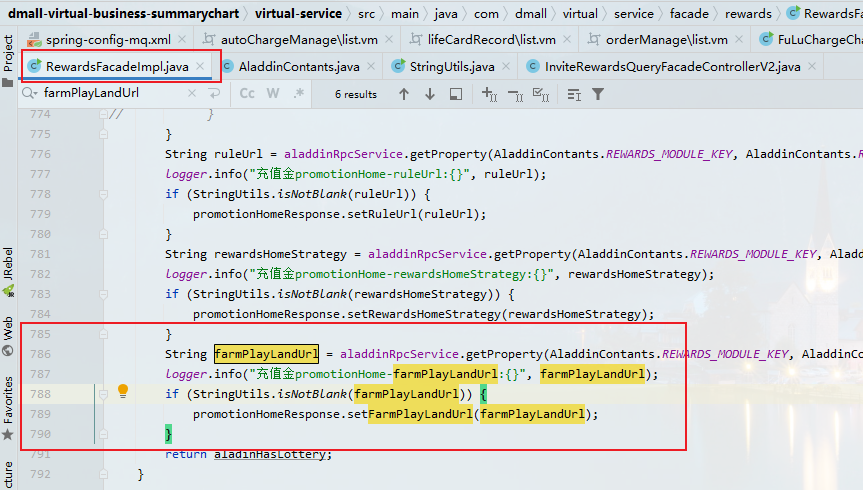 dmall-virtual-business-summarychart › virtual-service › src › main › java › com › dmall › virtual › service › facade › rewards › RewardsFa
spring-config-mq.xml × autoChargeManage\list.vm × lifeCardRecord\list.vm × orderManage\list.vm × FuLuChargeCha
RewardsFacadeImpl.java × AladdinContants.java × StringUtils.java × InviteRewardsQueryFacadeControllerV2.java ×
farmPlayLandUrl × Cc W .* 6 results
774 // }
775 }
776 String ruleUrl = aladdinRpcService.getProperty(AladdinContants.REWARDS_MODULE_KEY, AladdinContants.R
777 logger.info("充值金promotionHome-ruleUrl:{}", ruleUrl);
778 if (StringUtils.isNotBlank(ruleUrl)) {
779 promotionHomeResponse.setRuleUrl(ruleUrl);
780 }
781 String rewardsHomeStrategy = aladdinRpcService.getProperty(AladdinContants.REWARDS_MODULE_KEY, A
782 logger.info("充值金promotionHome-rewardsHomeStrategy:{}", rewardsHomeStrategy);
783 if (StringUtils.isNotBlank(rewardsHomeStrategy)) {
784 promotionHomeResponse.setRewardsHomeStrategy(rewardsHomeStrategy);
785 }
786 String farmPlayLandUrl = aladdinRpcService.getProperty(AladdinContants.REWARDS_MODULE_KEY, Aladd
787 logger.info("充值金promotionHome-farmPlayLandUrl:{}", farmPlayLandUrl);
788 if (StringUtils.isNotBlank(farmPlayLandUrl)) {
789 promotionHomeResponse.setFarmPlayLandUrl(farmPlayLandUrl);
790 }
791 return aladinHasLottery;
792 }
Project
JRebel
Web
Favorites
cture